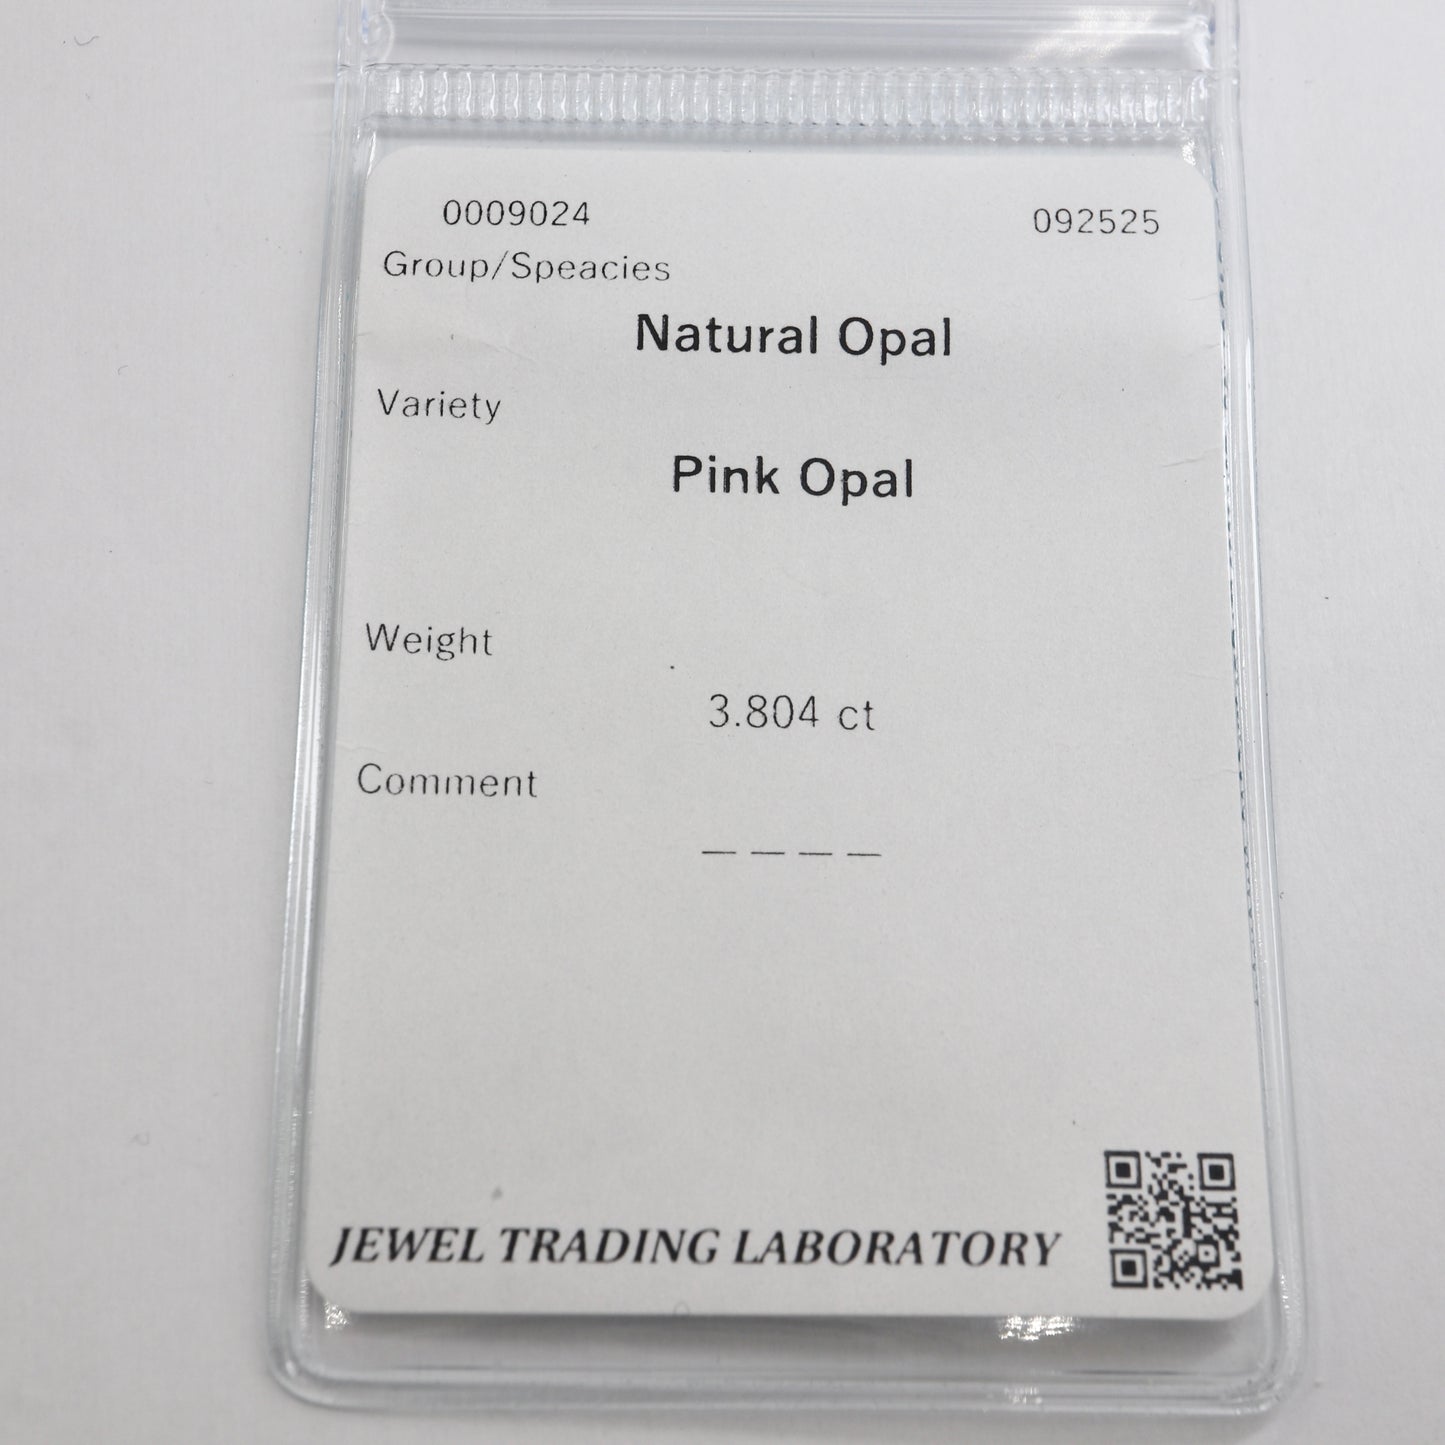 0009024 092525
Group/Speacies
Natural Opal
Variety
Pink Opal
Weight
3.804 ct
Comment
————
JEWEL TRADING LABORATORY